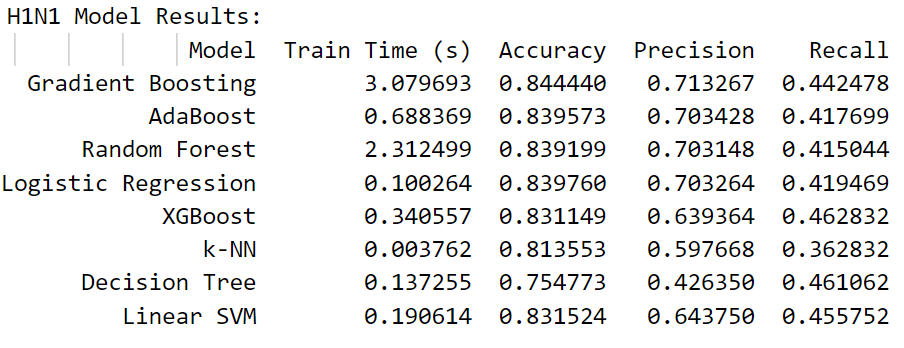 H1N1 Model Results:
Model Train Time (s) Accuracy Precision Recall
Gradient Boosting 3.079693 0.844440 0.713267 0.442478
AdaBoost 0.688369 0.839573 0.703428 0.417699
Random Forest 2.312499 0.839199 0.703148 0.415044
Logistic Regression 0.100264 0.839760 0.703264 0.419469
XGBoost 0.340557 0.831149 0.639364 0.462832
k-NN 0.003762 0.813553 0.597668 0.362832
Decision Tree 0.137255 0.754773 0.426350 0.461062
Linear SVM 0.190614 0.831524 0.643750 0.455752